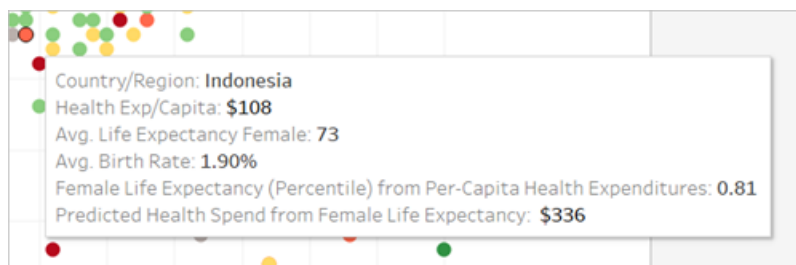 Country/Region: Indonesia
Health Exp/Capita: $108
Avg. Life Expectancy Female: 73
Avg. Birth Rate: 1.90%
Female Life Expectancy (Percentile) from Per-Capita Health Expenditures: 0.81
Predicted Health Spend from Female Life Expectancy: $336